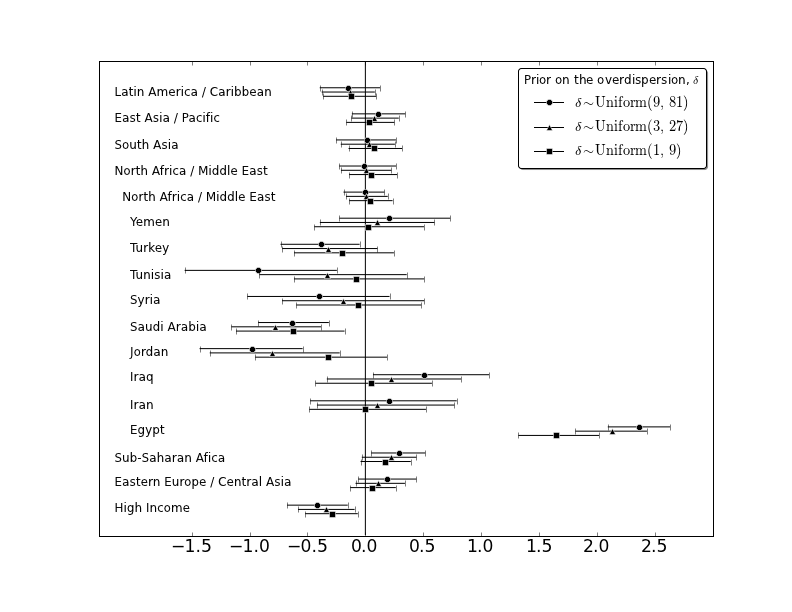 Prior on the overdispersion, δ
δ∼Uniform(9, 81)
δ∼Uniform(3, 27)
δ∼Uniform(1, 9)
Latin America / Caribbean
East Asia / Pacific
South Asia
North Africa / Middle East
North Africa / Middle East
Yemen
Turkey
Tunisia
Syria
Saudi Arabia
Jordan
Iraq
Iran
Egypt
Sub-Saharan Afica
Eastern Europe / Central Asia
High Income
−1.5 −1.0 −0.5 0.0 0.5 1.0 1.5 2.0 2.5